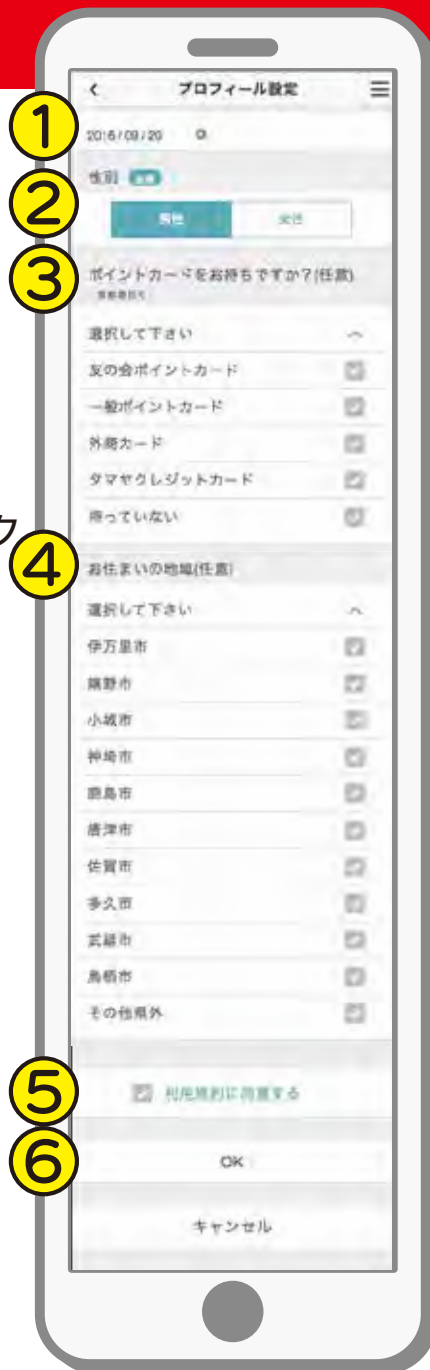 プロフィール設定
①
2016/09/20
②
性別 必須
男性 女性
③
ポイントカードをお持ちですか?(任意)
選択して下さい
友の会ポイントカード
一般ポイントカード
外商カード
タマヤクレジットカード
持っていない
ク
④
お住まいの地域(任意)
選択して下さい
伊万里市
嬉野市
小城市
神埼市
鹿島市
唐津市
佐賀市
多久市
武雄市
鳥栖市
その他県外
⑤
利用規約に同意する
⑥
OK
キャンセル